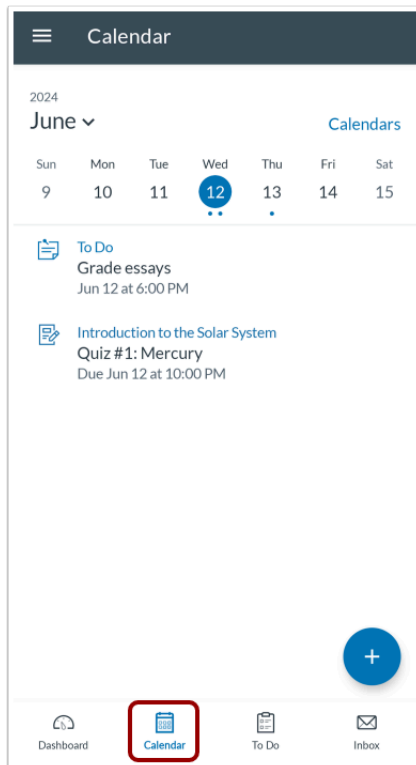 Calendar
2024
June
Calendars
Sun Mon Tue Wed Thu Fri Sat
9 10 11 12 13 14 15
To Do
Grade essays
Jun 12 at 6:00 PM
Introduction to the Solar System
Quiz #1: Mercury
Due Jun 12 at 10:00 PM
+
Dashboard Calendar To Do Inbox